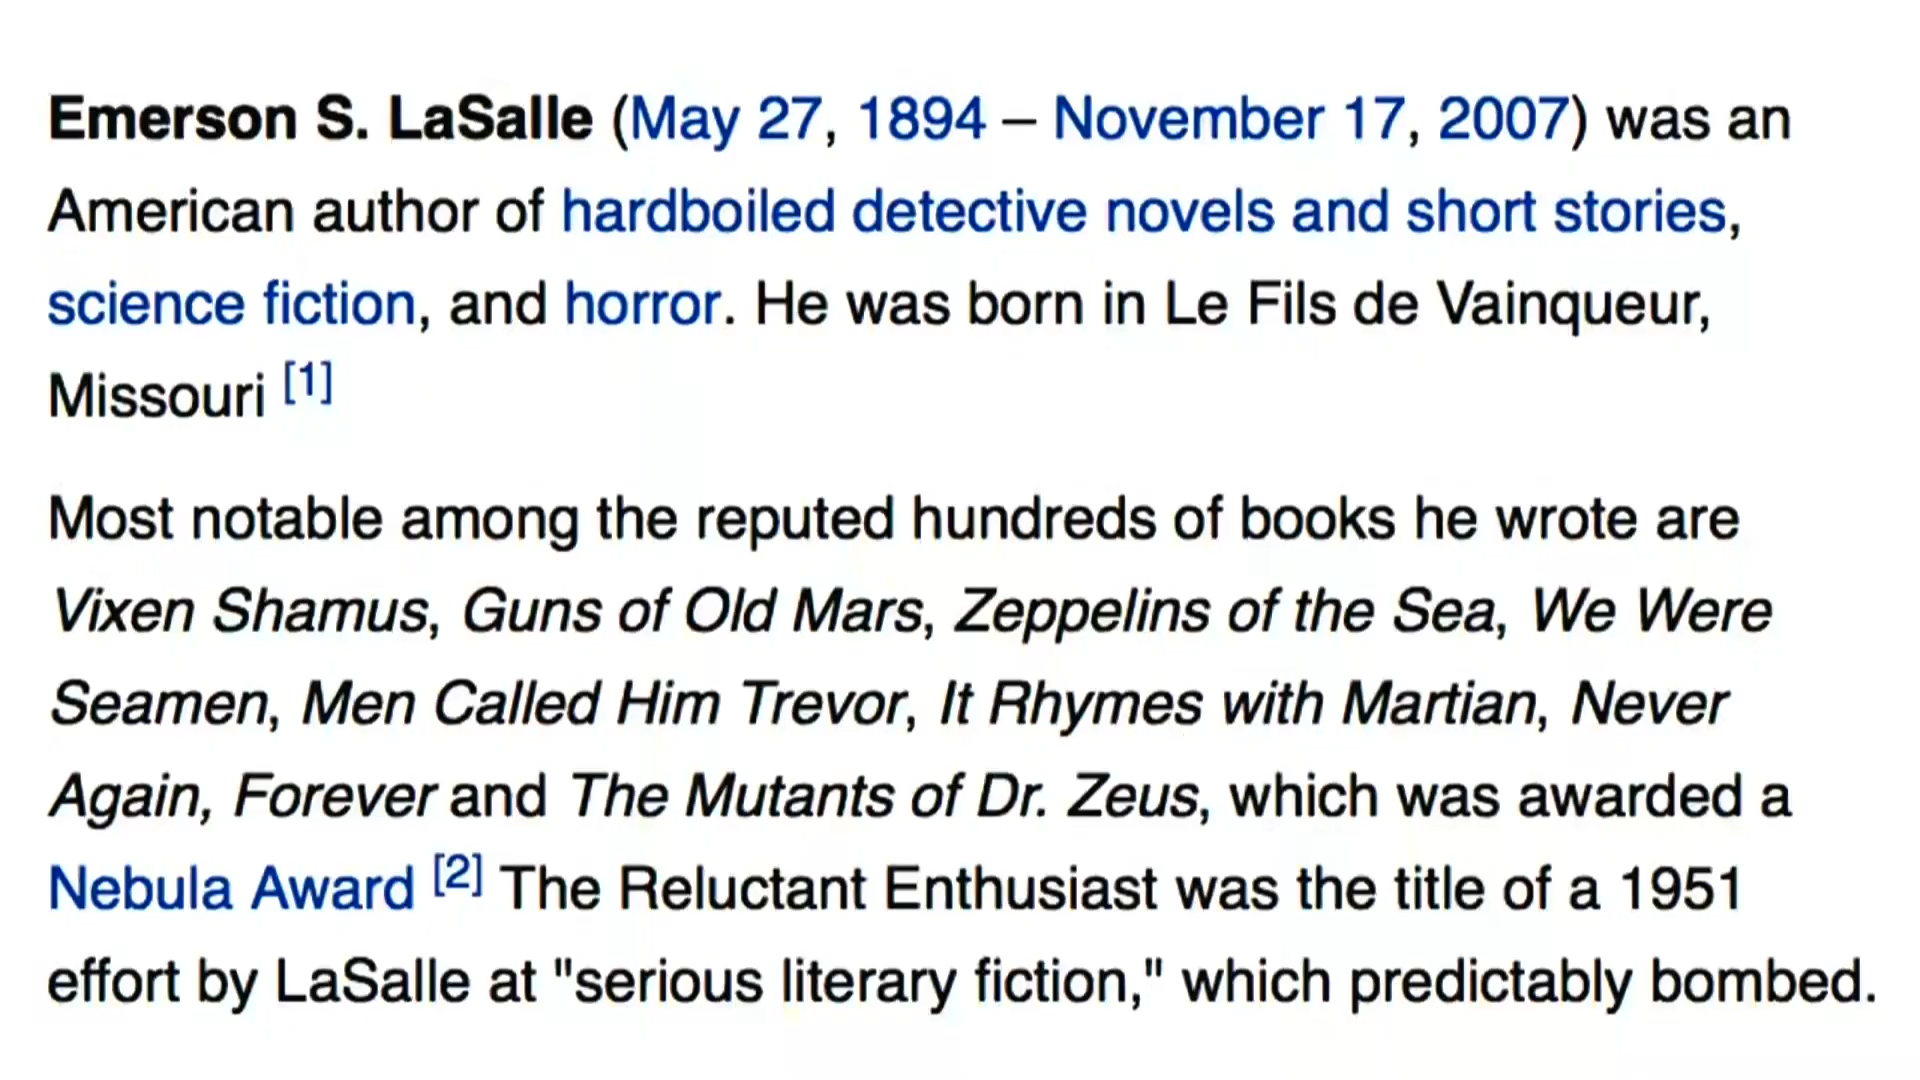 Emerson S. LaSalle (May 27, 1894 – November 17, 2007) was an
American author of hardboiled detective novels and short stories,
science fiction, and horror. He was born in Le Fils de Vainqueur,
Missouri [1]
Most notable among the reputed hundreds of books he wrote are
Vixen Shamus, Guns of Old Mars, Zeppelins of the Sea, We Were
Seamen, Men Called Him Trevor, It Rhymes with Martian, Never
Again, Forever and The Mutants of Dr. Zeus, which was awarded a
Nebula Award [2] The Reluctant Enthusiast was the title of a 1951
effort by LaSalle at "serious literary fiction," which predictably bombed.